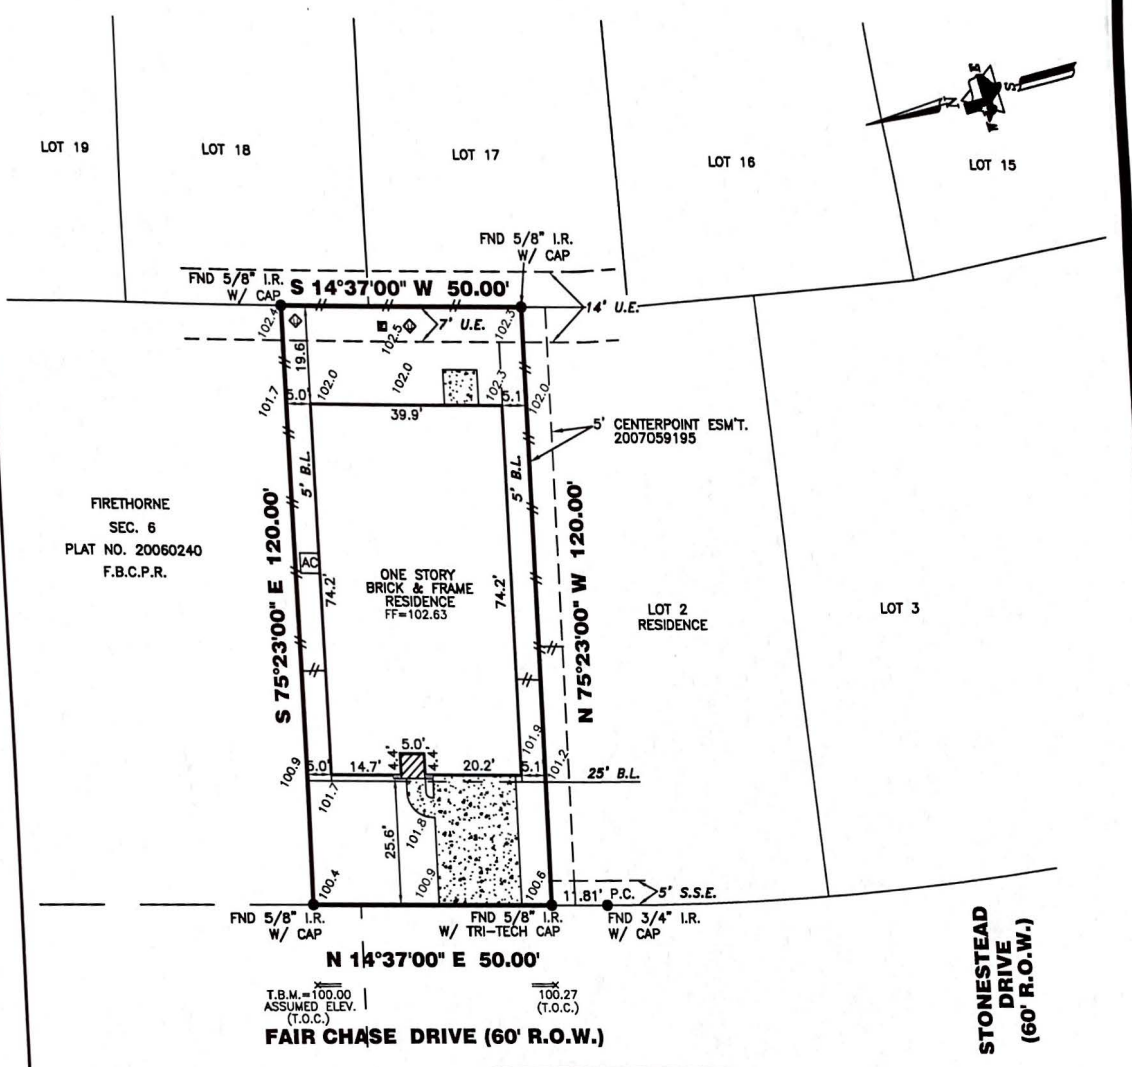 E
N
S
W
LOT 19
LOT 18
LOT 17
LOT 16
LOT 15
FND 5/8" I.R.
W/ CAP
FND 5/8" I.R.
W/ CAP
S 14°37'00" W 50.00'
14' U.E.
7' U.E.
102.4
102.5
102.3
19.6
101.7
5.0'
102.0
102.0
102.3
5.1
102.0
39.9'
5' CENTERPOINT ESM'T.
2007059195
5' B.L.
5' B.L.
FIRETHORNE
SEC. 6
PLAT NO. 20060240
F.B.C.P.R.
S 75°23'00" E 120.00'
N 75°23'00" W 120.00'
AC
74.2'
74.2'
ONE STORY
BRICK & FRAME
RESIDENCE
FF=102.63
LOT 2
RESIDENCE
LOT 3
100.9
5.0'
14.7'
4.4'
5.0'
4.4'
20.2'
5.1
101.9
101.2
25' B.L.
101.7
101.8
25.6'
100.4
100.9
100.6
11.81' P.C.
5' S.S.E.
FND 5/8" I.R.
W/ CAP
FND 5/8" I.R.
W/ TRI-TECH CAP
FND 3/4" I.R.
W/ CAP
N 14°37'00" E 50.00'
T.B.M.=100.00
ASSUMED ELEV.
(T.O.C.)
100.27
(T.O.C.)
FAIR CHASE DRIVE (60' R.O.W.)
STONESTEAD
DRIVE
(60' R.O.W.)